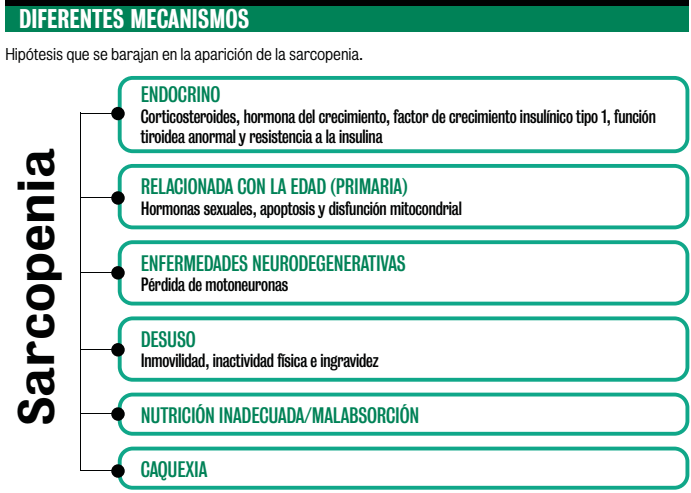 DIFERENTES MECANISMOS
Hipótesis que se barajan en la aparición de la sarcopenia.
Sarcopenia
ENDOCRINO
Corticosteroides, hormona del crecimiento, factor de crecimiento insulínico tipo 1, función
tiroidea anormal y resistencia a la insulina
RELACIONADA CON LA EDAD (PRIMARIA)
Hormonas sexuales, apoptosis y disfunción mitocondrial
ENFERMEDADES NEURODEGENERATIVAS
Pérdida de motoneuronas
DESUSO
Inmovilidad, inactividad física e ingravidez
NUTRICIÓN INADECUADA/MALABSORCIÓN
CAQUEXIA